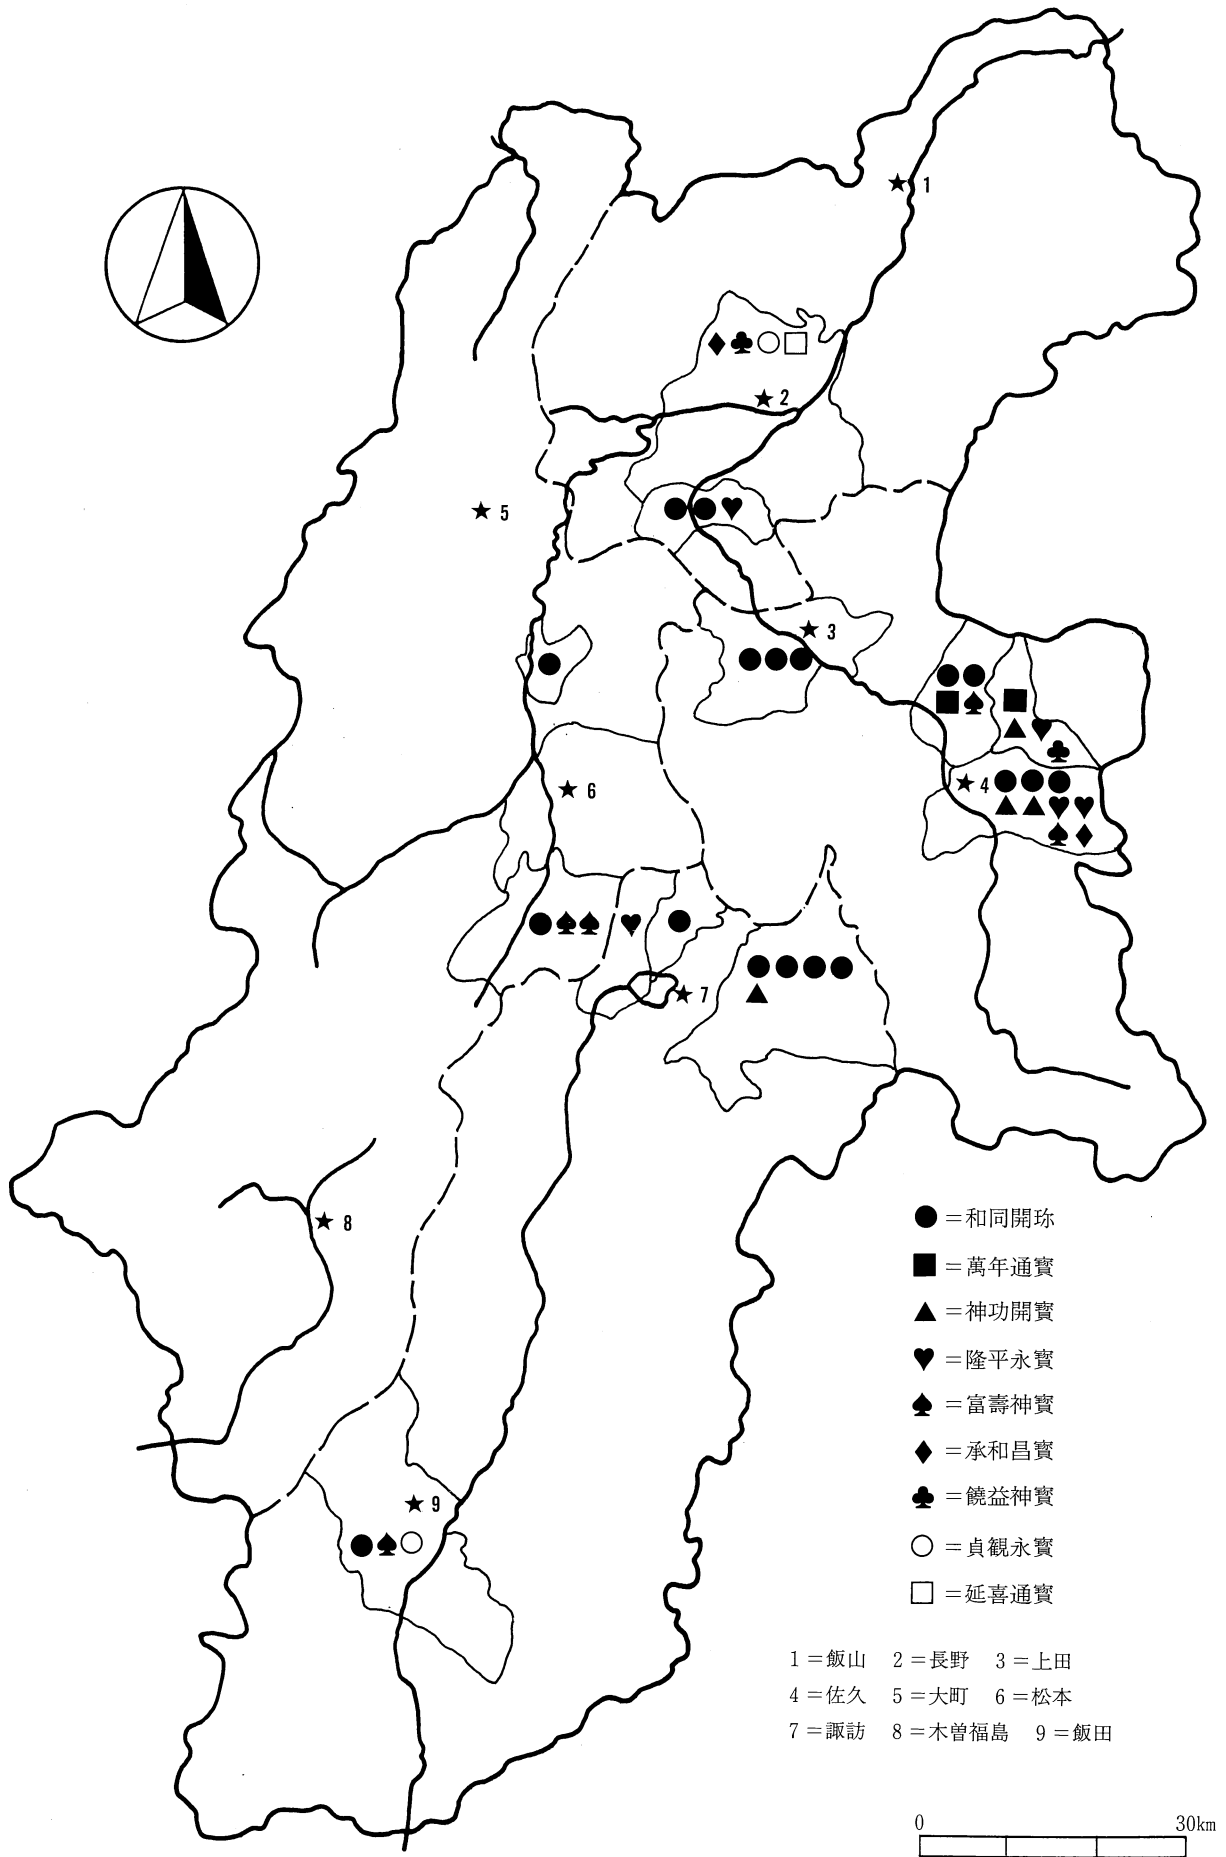 1
2
5
3
4
6
7
8
9
=和同開珎
=萬年通寳
=神功開寳
=隆平永寳
=富壽神寳
=承和昌寳
=饒益神寳
=貞観永寳
=延喜通寳
1=飯山 2=長野 3=上田
4=佐久 5=大町 6=松本
7=諏訪 8=木曽福島 9=飯田
0 30km